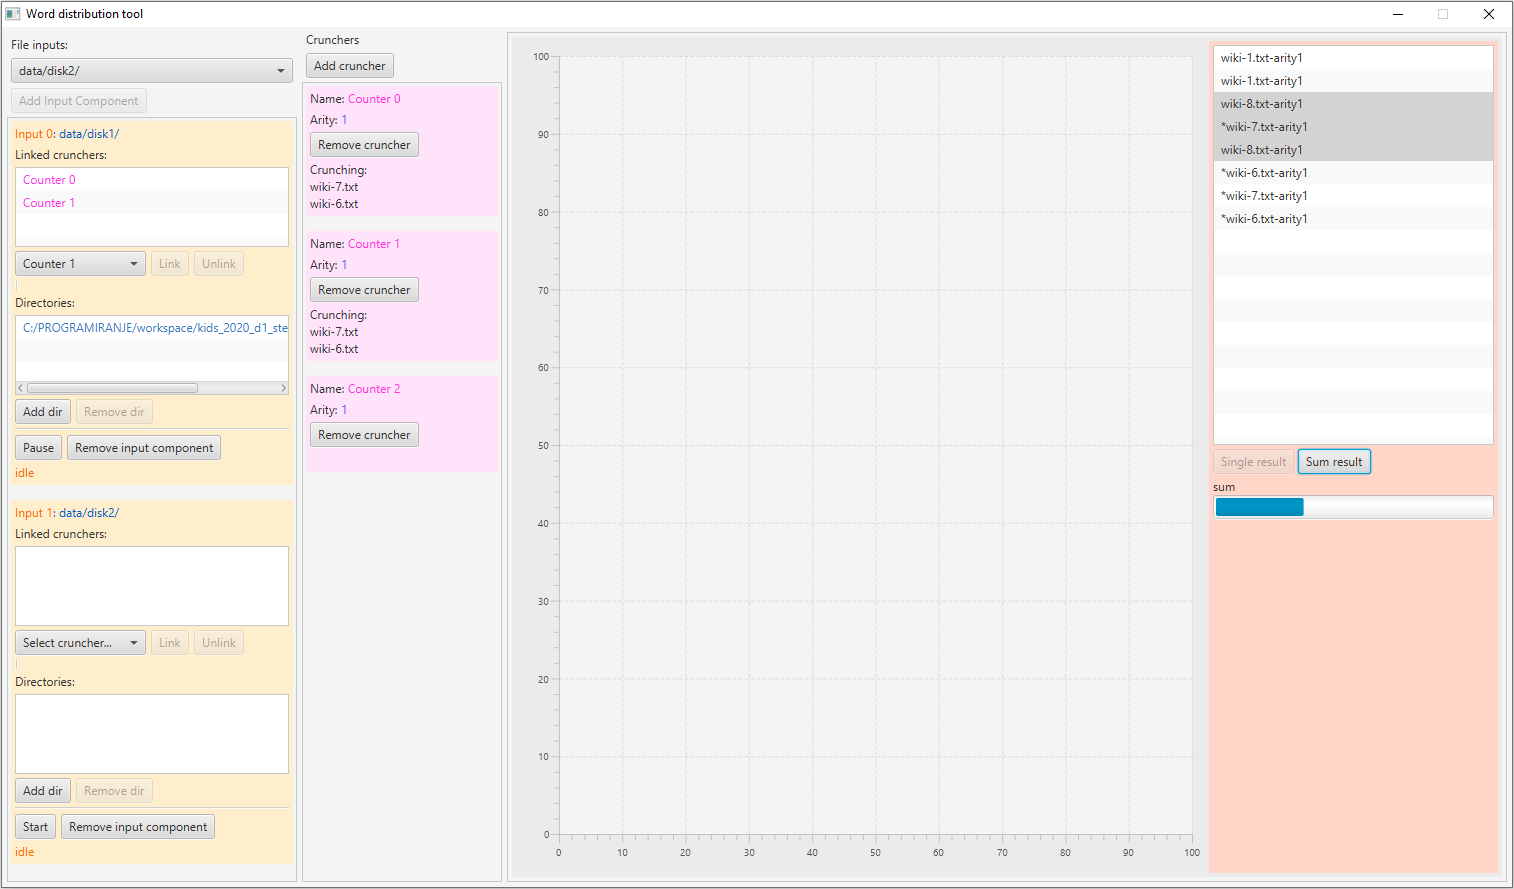 Word distribution tool
File inputs:
data/disk2/
Add Input Component
Input 0: data/disk1/
Linked crunchers:
Counter 0
Counter 1
Counter 1
Link
Unlink
Directories:
C:/PROGRAMIRANJE/workspace/kids_2020_d1_ste
Add dir
Remove dir
Pause
Remove input component
idle
Input 1: data/disk2/
Linked crunchers:
Select cruncher...
Link
Unlink
Directories:
Add dir
Remove dir
Start
Remove input component
idle
Crunchers
Add cruncher
Name: Counter 0
Arity: 1
Remove cruncher
Crunching:
wiki-7.txt
wiki-6.txt
Name: Counter 1
Arity: 1
Remove cruncher
Crunching:
wiki-7.txt
wiki-6.txt
Name: Counter 2
Arity: 1
Remove cruncher
100
90
80
70
60
50
40
30
20
10
0
0 10 20 30 40 50 60 70 80 90 100
wiki-1.txt-arity1
wiki-1.txt-arity1
wiki-8.txt-arity1
*wiki-7.txt-arity1
wiki-8.txt-arity1
*wiki-6.txt-arity1
*wiki-7.txt-arity1
*wiki-6.txt-arity1
Single result
Sum result
sum